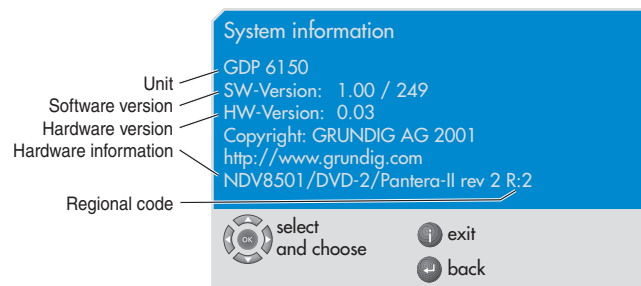 System information
GDP 6150
Unit
SW-Version: 1.00 / 249
Software version
HW-Version: 0.03
Hardware version
Copyright: GRUNDIG AG 2001
Hardware information
http://www.grundig.com
NDV8501/DVD-2/Pantera-II rev 2 R:2
Regional code
OK
select
and choose
i
exit
back